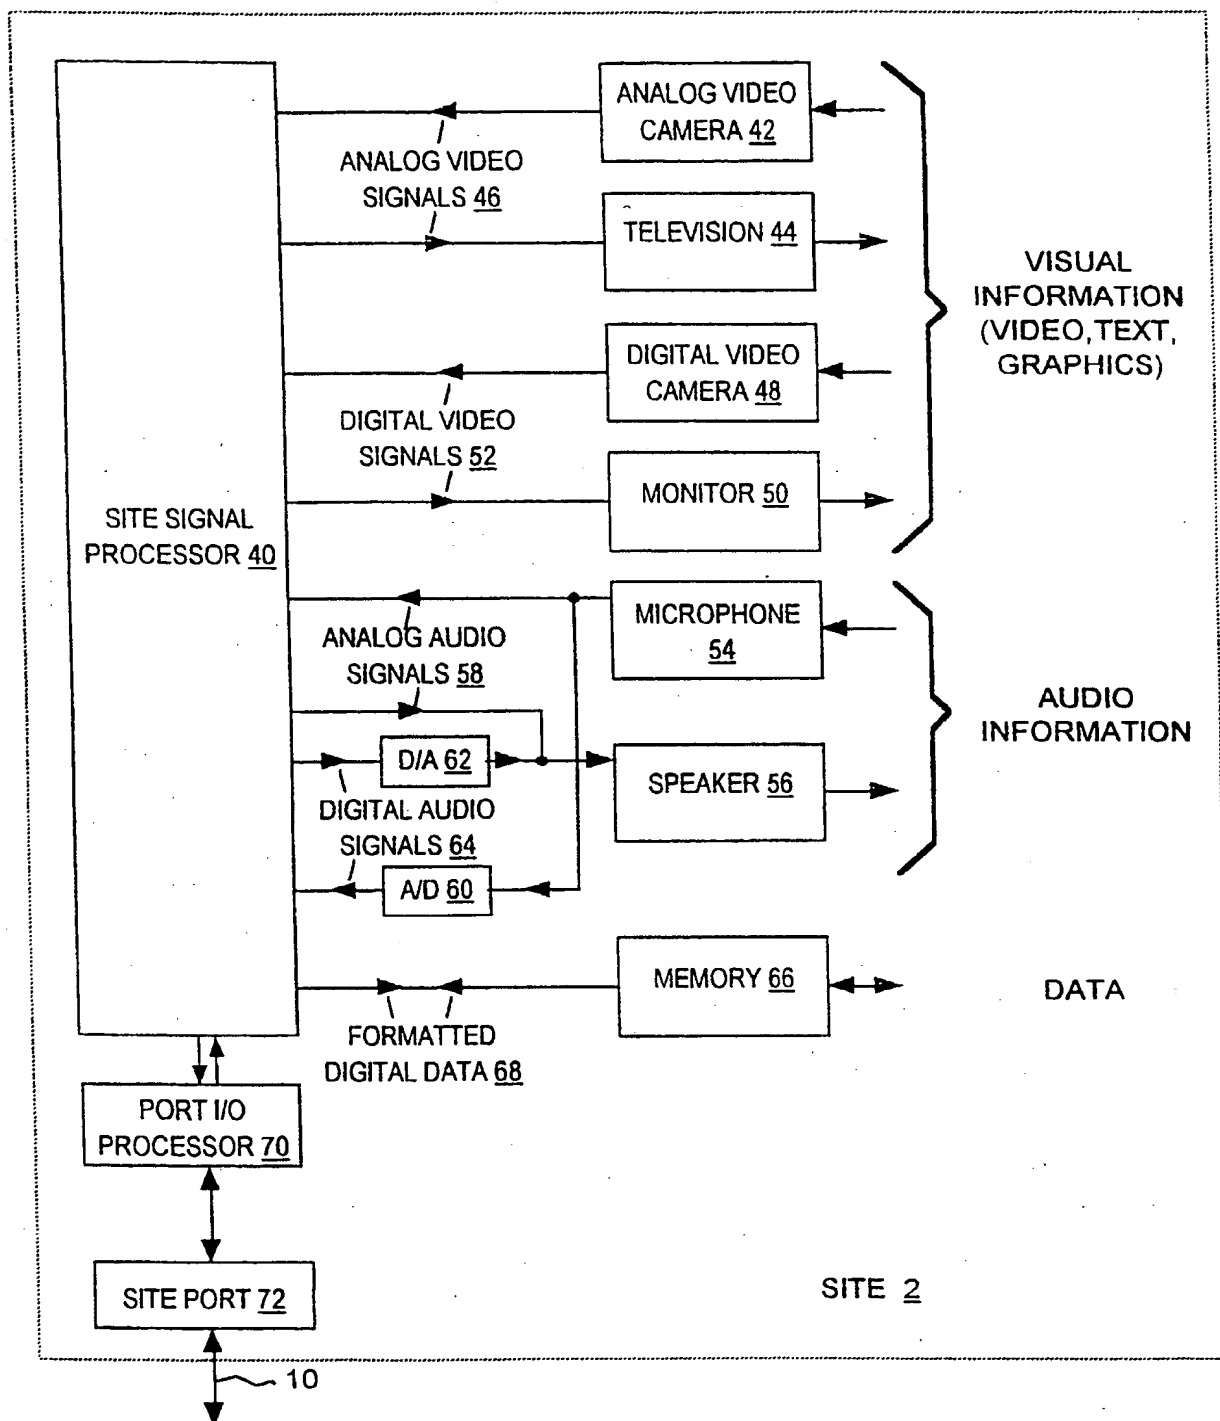 ANALOG VIDEO
CAMERA 42
ANALOG VIDEO
SIGNALS 46
TELEVISION 44
VISUAL
INFORMATION
(VIDEO, TEXT,
GRAPHICS)
DIGITAL VIDEO
CAMERA 48
DIGITAL VIDEO
SIGNALS 52
MONITOR 50
SITE SIGNAL
PROCESSOR 40
MICROPHONE
54
ANALOG AUDIO
SIGNALS 58
AUDIO
INFORMATION
D/A 62
SPEAKER 56
DIGITAL AUDIO
SIGNALS 64
A/D 60
MEMORY 66
DATA
FORMATTED
DIGITAL DATA 68
PORT I/O
PROCESSOR 70
SITE PORT 72
SITE 2
10